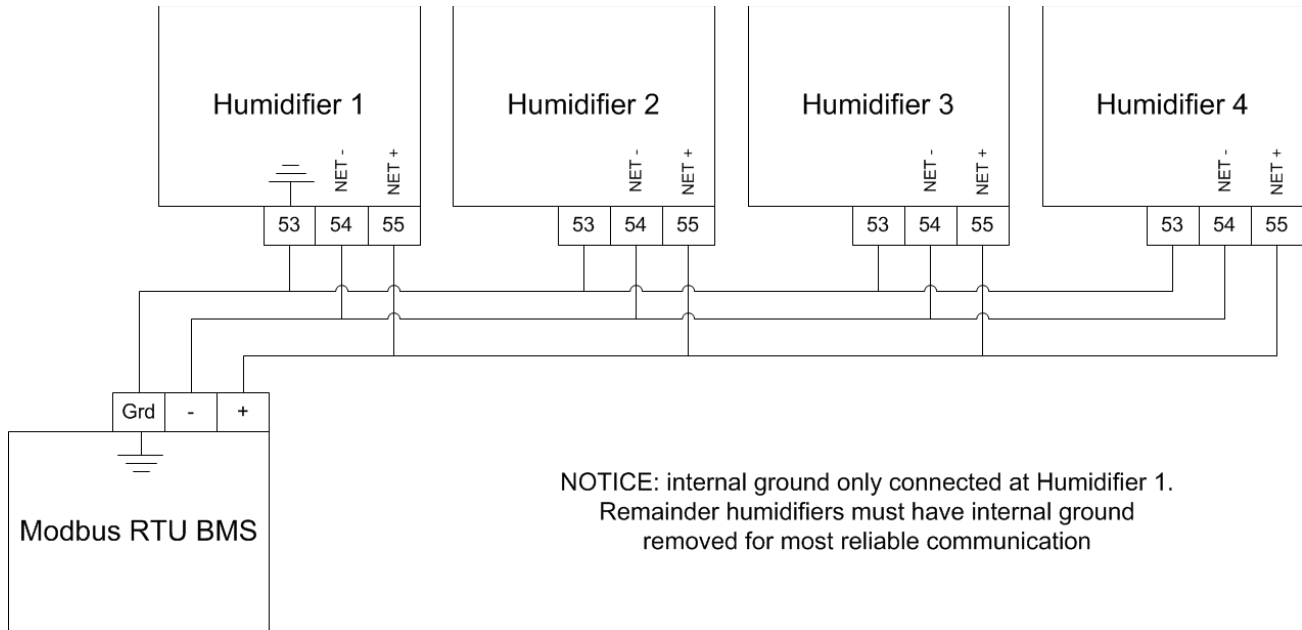 Humidifier 1
Humidifier 2
Humidifier 3
Humidifier 4
NET -
NET +
NET -
NET +
NET -
NET +
NET -
NET +
53 54 55
53 54 55
53 54 55
53 54 55
Grd - +
Modbus RTU BMS
NOTICE: internal ground only connected at Humidifier 1.
Remainder humidifiers must have internal ground
removed for most reliable communication